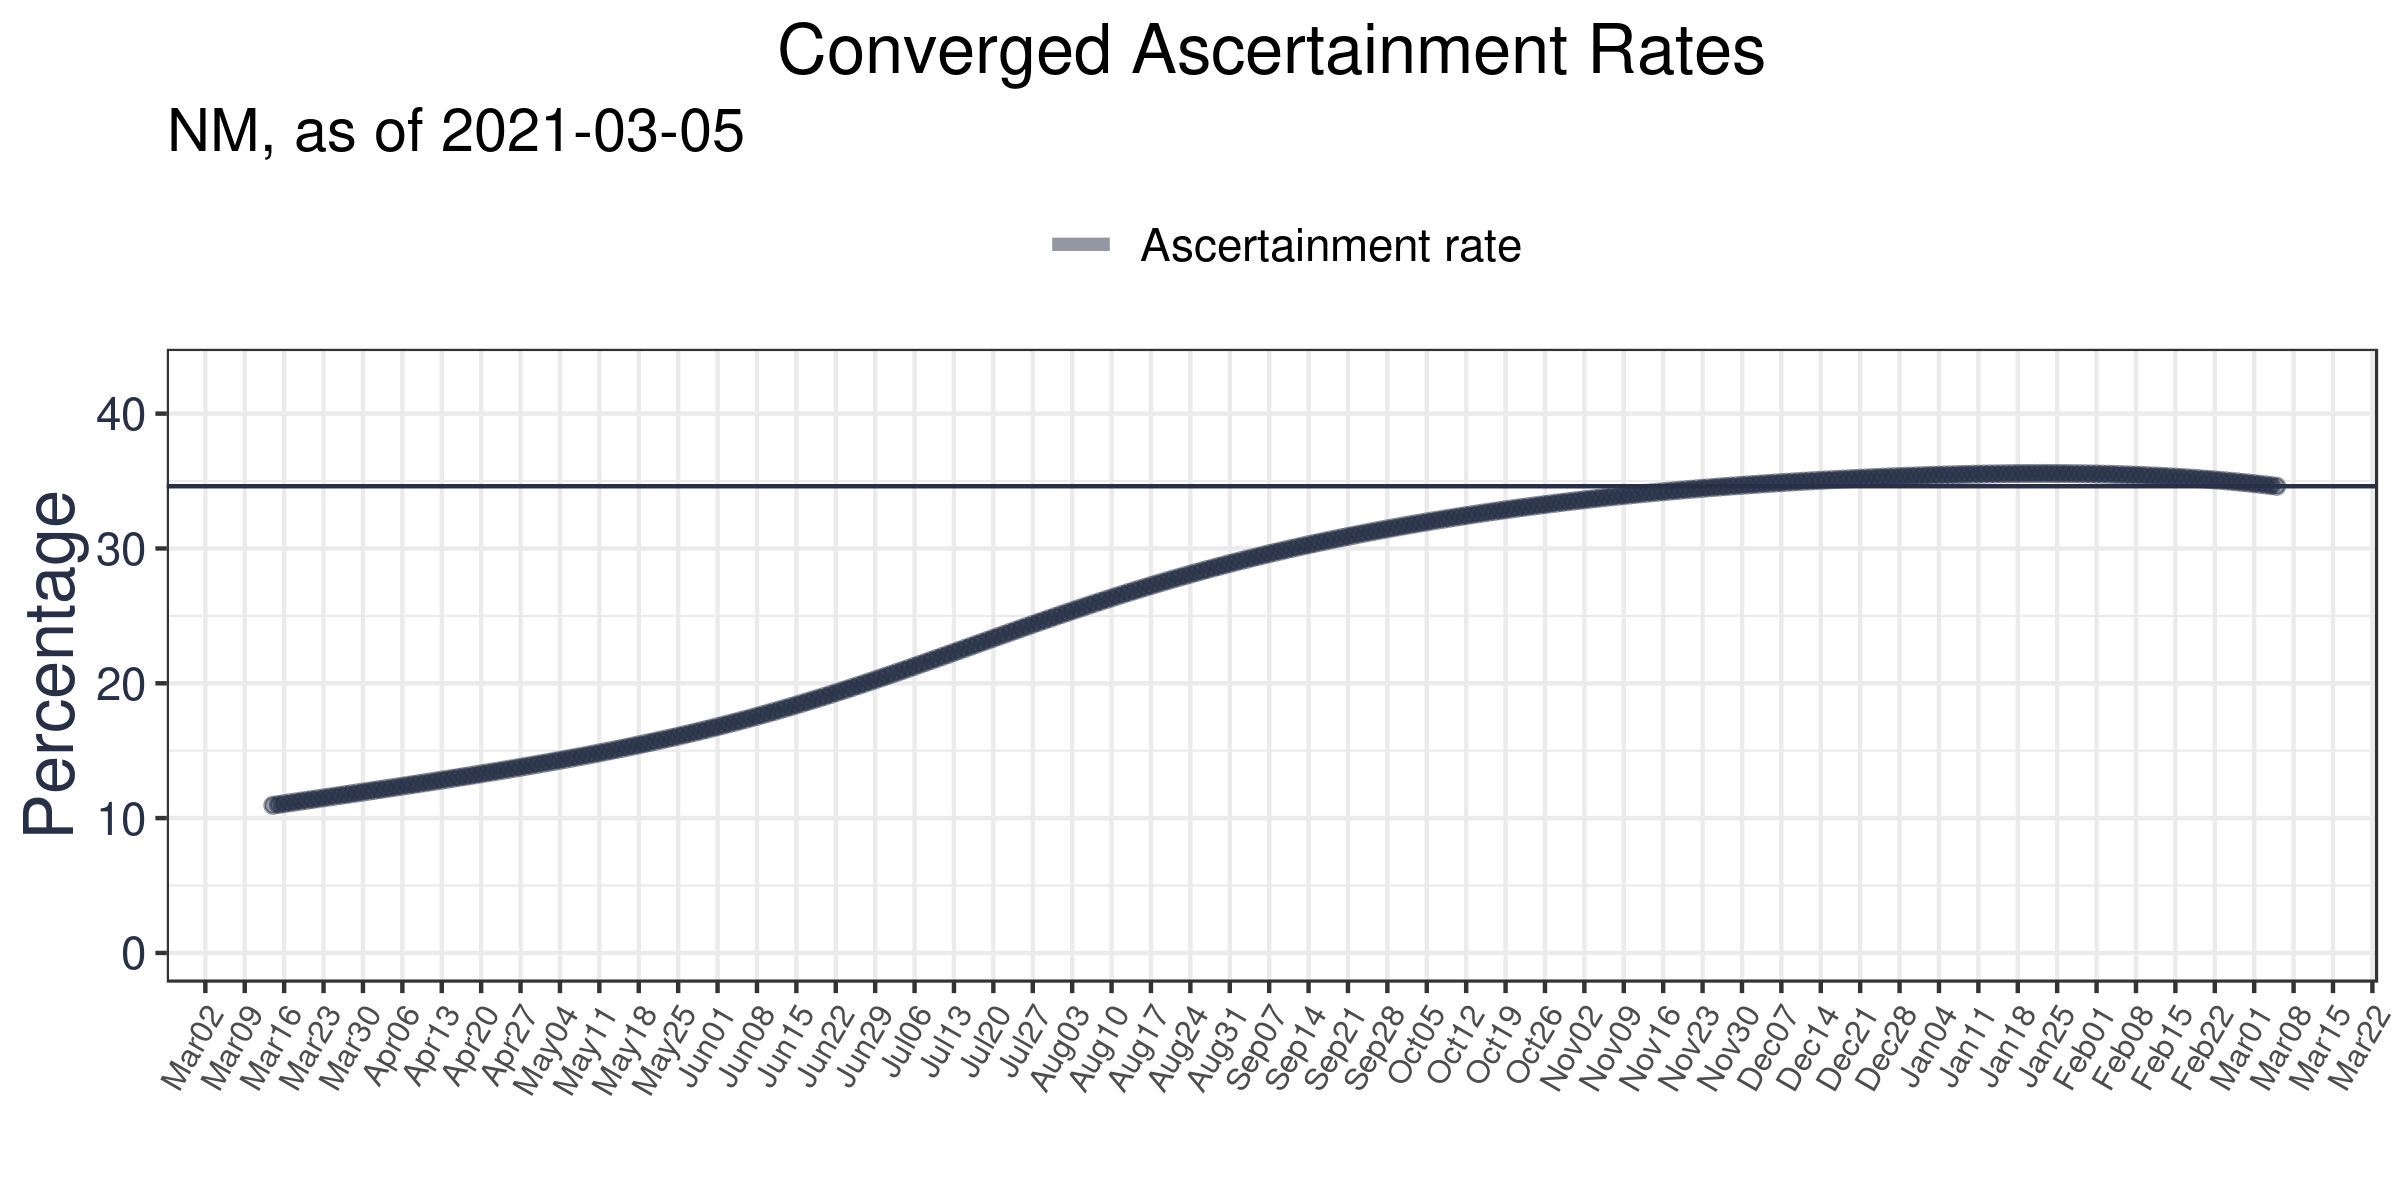 Converged Ascertainment Rates
NM, as of 2021-03-05
Ascertainment rate
Percentage
40
30
20
10
0
Mar02
Mar09
Mar16
Mar23
Mar30
Apr06
Apr13
Apr20
Apr27
May04
May11
May18
May25
Jun01
Jun08
Jun15
Jun22
Jun29
Jul06
Jul13
Jul20
Jul27
Aug03
Aug10
Aug17
Aug24
Aug31
Sep07
Sep14
Sep21
Sep28
Oct05
Oct12
Oct19
Oct26
Nov02
Nov09
Nov16
Nov23
Nov30
Dec07
Dec14
Dec21
Dec28
Jan04
Jan11
Jan18
Jan25
Feb01
Feb08
Feb15
Feb22
Mar01
Mar08
Mar15
Mar22